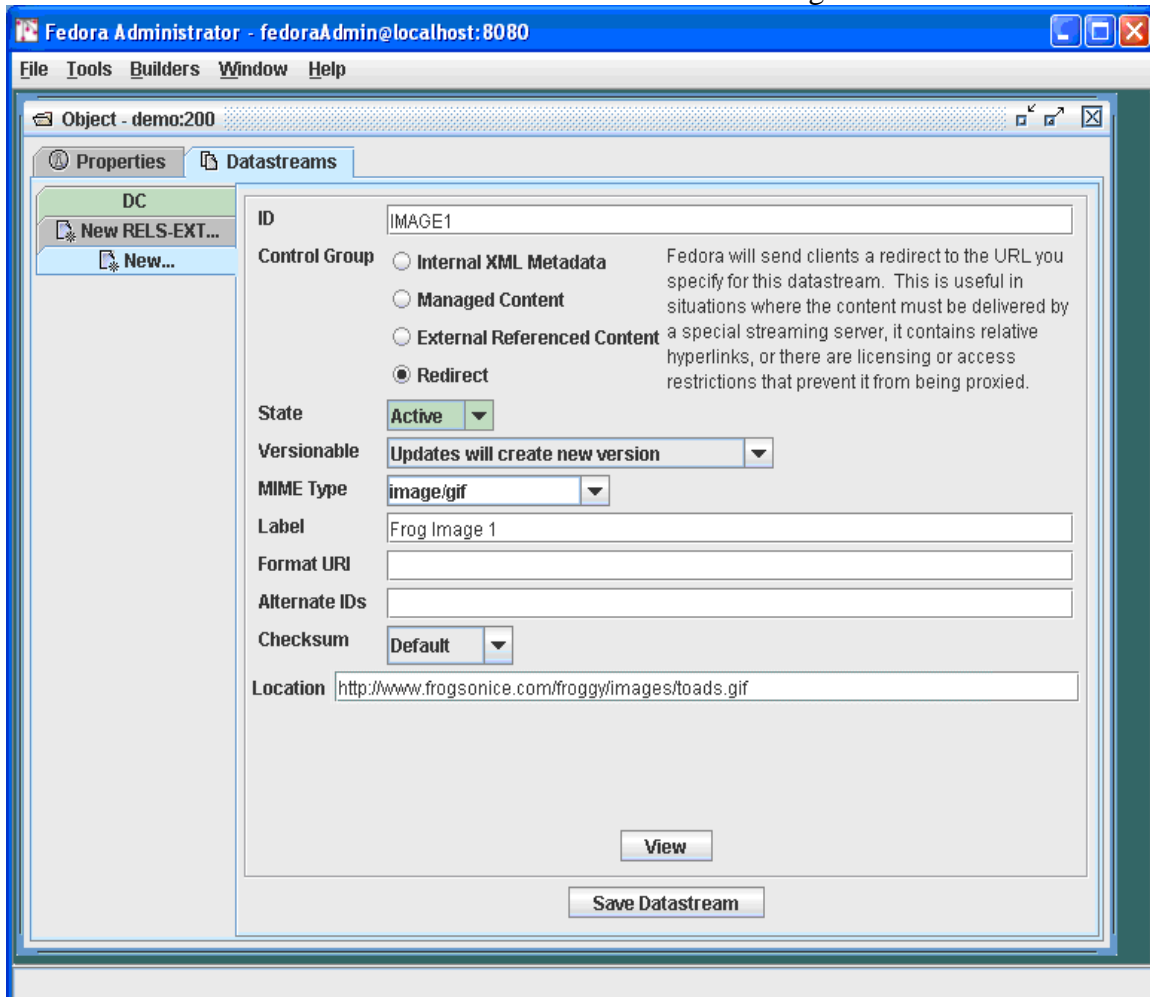 Fedora Administrator - fedoraAdmin@localhost:8080
File Tools Builders Window Help
Object - demo:200
Properties Datastreams
DC
New RELS-EXT...
New...
ID IMAGE1
Control Group
Internal XML Metadata
Managed Content
External Referenced Content
Redirect
Fedora will send clients a redirect to the URL you
specify for this datastream. This is useful in
situations where the content must be delivered by
a special streaming server, it contains relative
hyperlinks, or there are licensing or access
restrictions that prevent it from being proxied.
State Active
Versionable Updates will create new version
MIME Type image/gif
Label Frog Image 1
Format URI
Alternate IDs
Checksum Default
Location http://www.frogsonice.com/froggy/images/toads.gif
View
Save Datastream